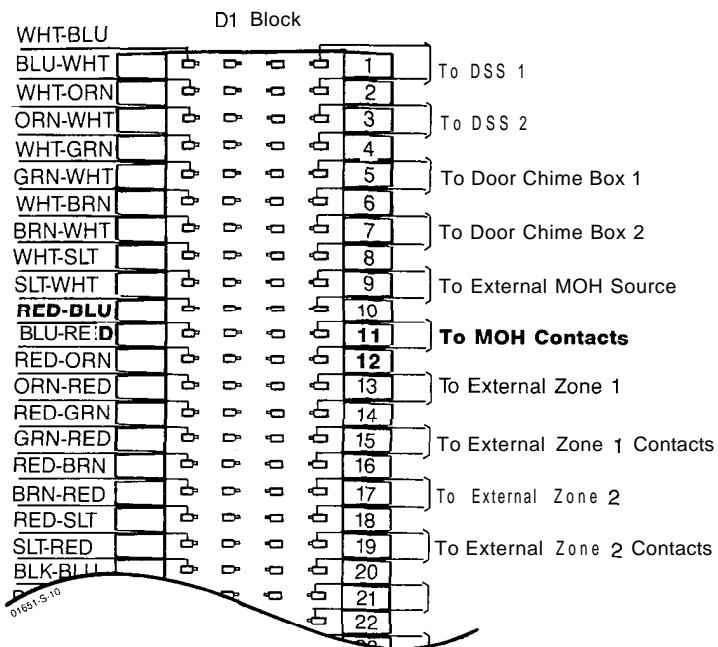 D1 Block
WHT-BLU
BLU-WHT 1 To DSS 1
WHT-ORN 2
ORN-WHT 3 To DSS 2
WHT-GRN 4
GRN-WHT 5 To Door Chime Box 1
WHT-BRN 6
BRN-WHT 7 To Door Chime Box 2
WHT-SLT 8
SLT-WHT 9 To External MOH Source
RED-BLU 10
BLU-RED 11 To MOH Contacts
RED-ORN 12
ORN-RED 13 To External Zone 1
RED-GRN 14
GRN-RED 15 To External Zone 1 Contacts
RED-BRN 16
BRN-RED 17 To External Zone 2
RED-SLT 18
SLT-RED 19 To External Zone 2 Contacts
BLK-BLU 20
21
22
01651-S-10